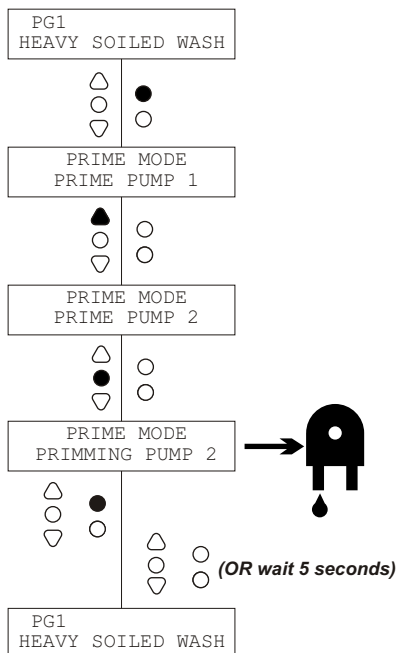 PG1
HEAVY SOILED WASH
PRIME MODE
PRIME PUMP 1
PRIME MODE
PRIME PUMP 2
PRIME MODE
PRIMMING PUMP 2
(OR wait 5 seconds)
PG1
HEAVY SOILED WASH